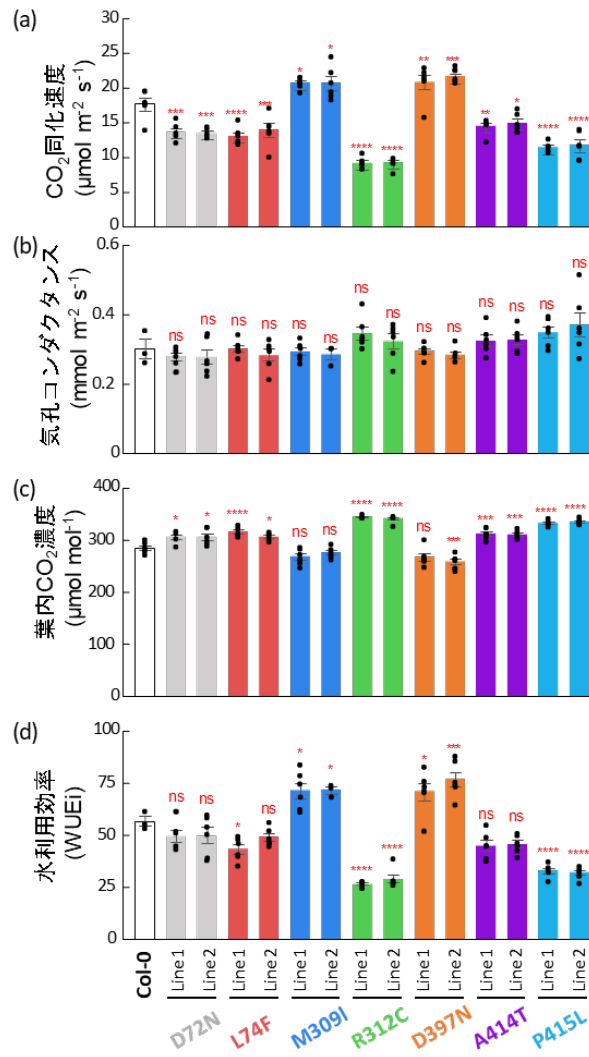 (a)
CO₂同化速度
(μmol m⁻² s⁻¹)
30
25
20
15
10
5
0
*** *** **** *** * * **** **** ** *** ** * **** ****
(b)
気孔コンダクタンス
(mmol m⁻² s⁻¹)
0.6
0.4
0.2
0
ns ns ns ns ns ns ns ns ns ns ns ns ns ns
(c)
葉内CO₂濃度
(μmol mol⁻¹)
400
300
200
100
0
* * **** * ns ns **** **** ns *** *** *** **** ****
(d)
水利用効率
(WUEi)
100
75
50
25
0
ns ns * ns * * **** **** * *** ns ns **** ****
Col-0 Line1 Line2 Line1 Line2 Line1 Line2 Line1 Line2 Line1 Line2 Line1 Line2 Line1 Line2
D72N L74F M309I R312C D397N A414T P415L